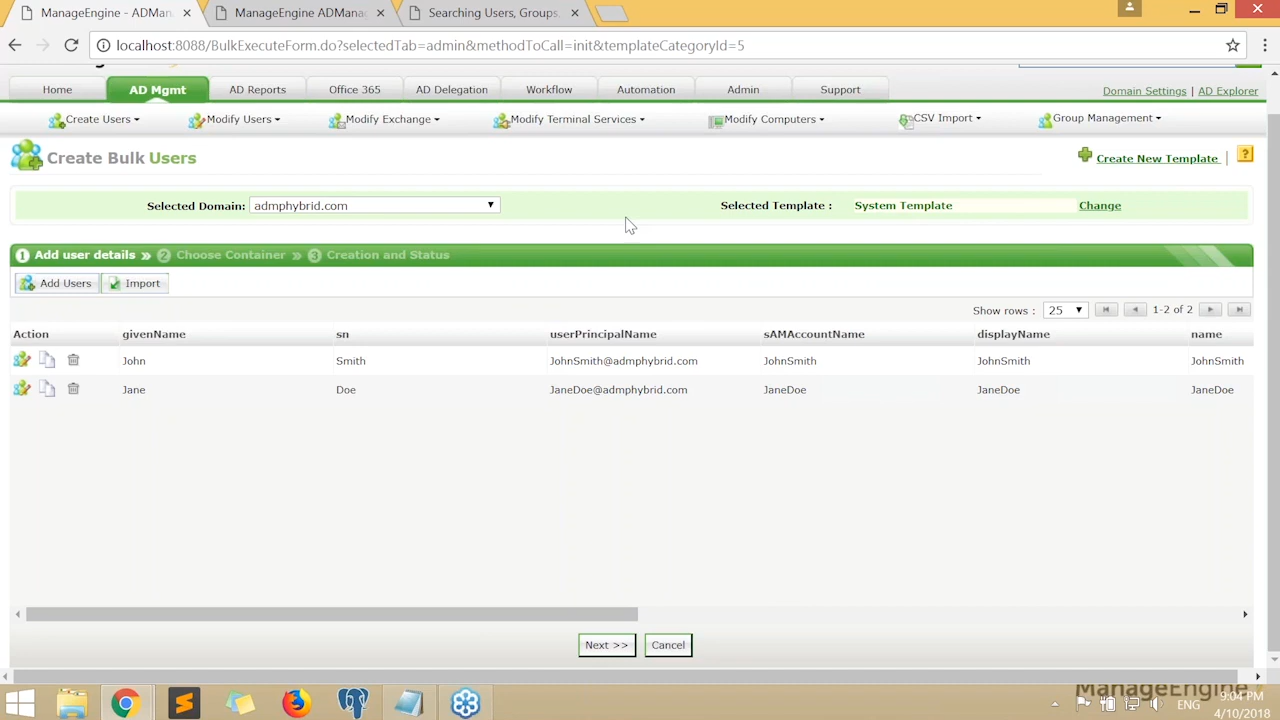 ManageEngine - ADMan
ManageEngine ADMana
Searching Users, Groups
localhost:8088/BulkExecuteForm.do?selectedTab=admin&methodToCall=init&templateCategoryId=5
Home
AD Mgmt
AD Reports
Office 365
AD Delegation
Workflow
Automation
Admin
Support
Domain Settings | AD Explorer
Create Users
Modify Users
Modify Exchange
Modify Terminal Services
Modify Computers
CSV Import
Group Management
Create Bulk Users
Create New Template |
?
Selected Domain: admphybrid.com
Selected Template : System Template Change
1 Add user details » 2 Choose Container » 3 Creation and Status
Add Users Import
Show rows : 25 1-2 of 2
Action givenName sn userPrincipalName sAMAccountName displayName name
John Smith JohnSmith@admphybrid.com JohnSmith JohnSmith JohnSmith
Jane Doe JaneDoe@admphybrid.com JaneDoe JaneDoe JaneDoe
Next >> Cancel
ManageEngine
ENG
9:04 PM
4/10/2018